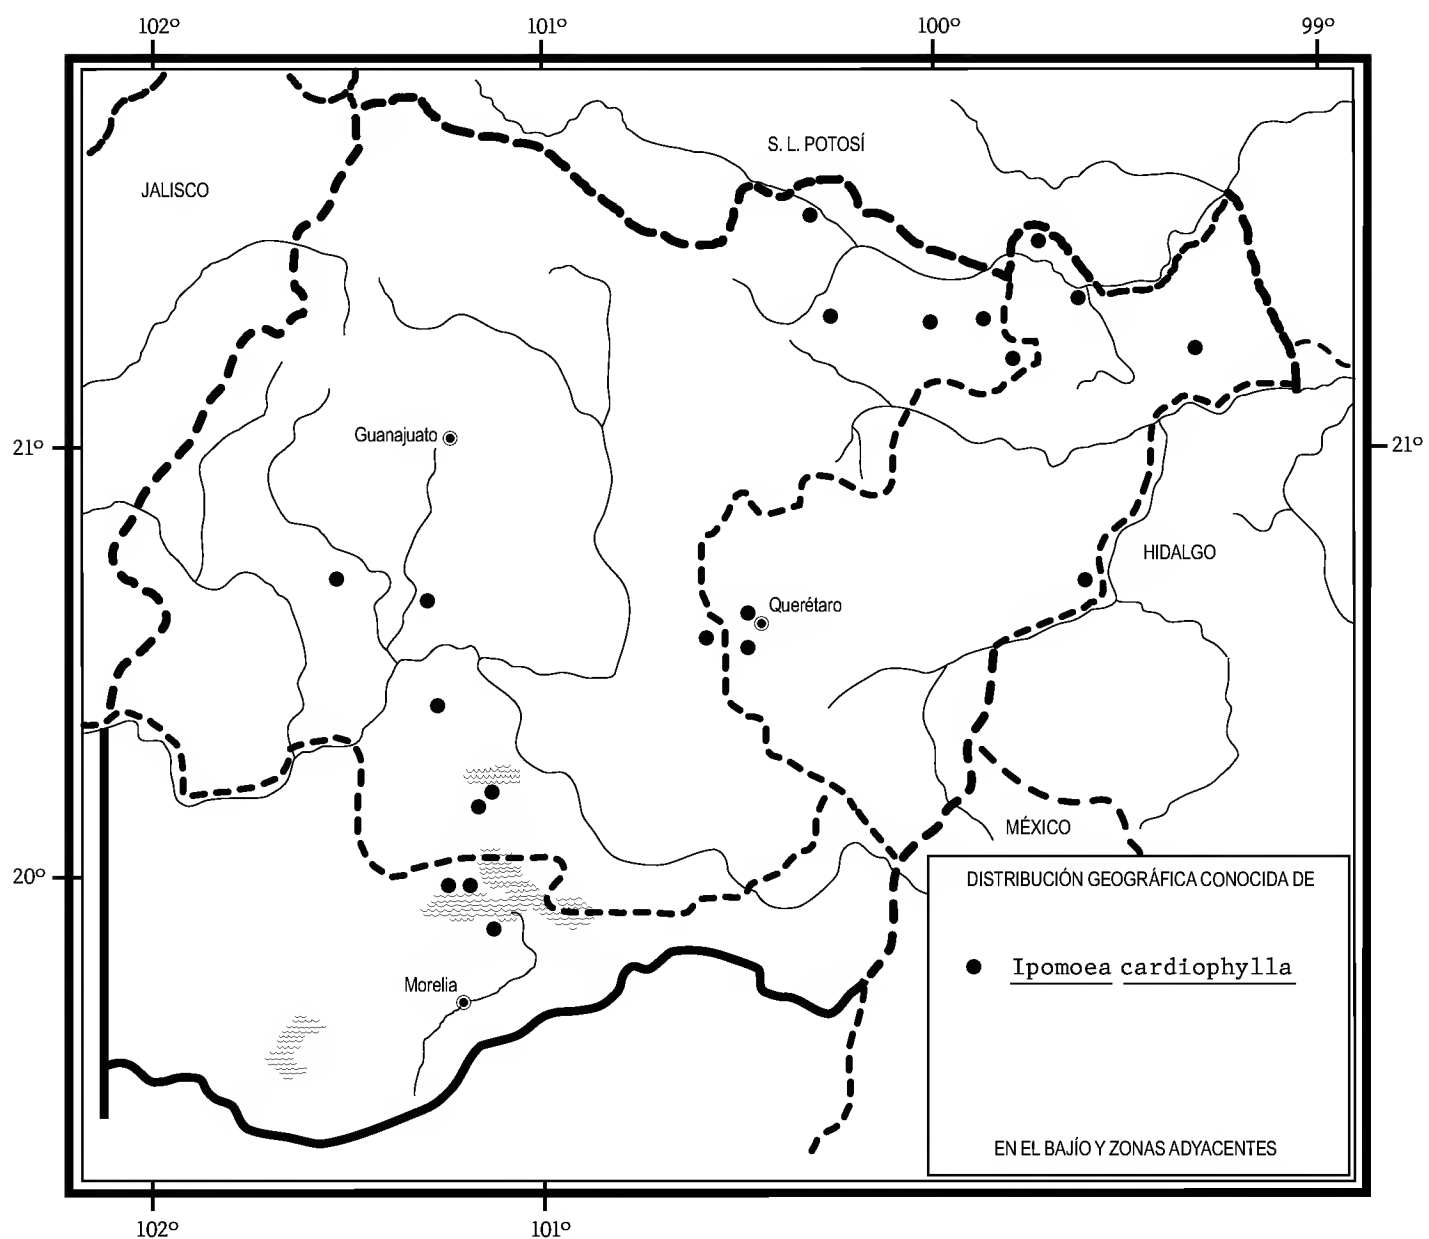 102º 101º 100º 99º
S. L. POTOSÍ
JALISCO
Guanajuato
21º 21º
HIDALGO
Querétaro
MÉXICO
20º
DISTRIBUCIÓN GEOGRÁFICA CONOCIDA DE
Ipomoea cardiophylla
Morelia
EN EL BAJÍO Y ZONAS ADYACENTES
102º 101º